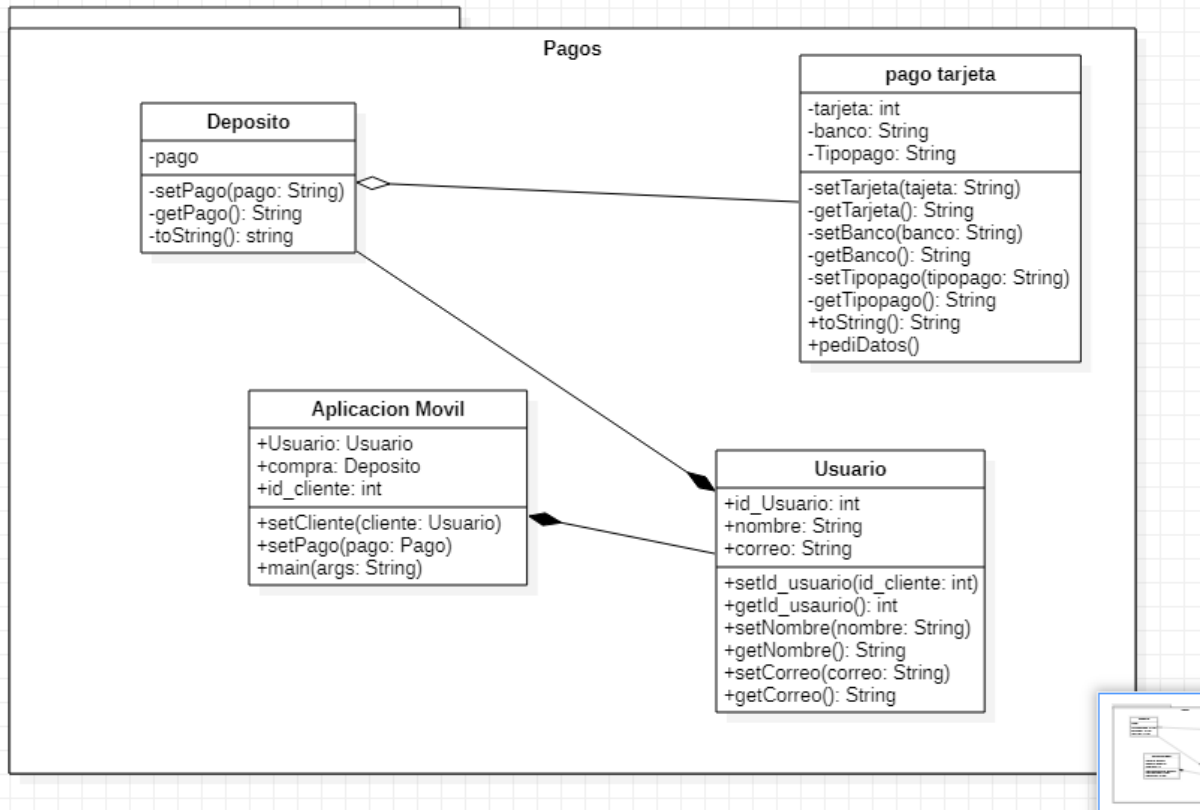 Pagos
Deposito
-pago
-setPago(pago: String)
-getPago(): String
-toString(): string
pago tarjeta
-tarjeta: int
-banco: String
-Tipopago: String
-setTarjeta(tajeta: String)
-getTarjeta(): String
-setBanco(banco: String)
-getBanco(): String
-setTipopago(tipopago: String)
-getTipopago(): String
+toString(): String
+pediDatos()
Aplicacion Movil
+Usuario: Usuario
+compra: Deposito
+id_cliente: int
+setCliente(cliente: Usuario)
+setPago(pago: Pago)
+main(args: String)
Usuario
+id_Usuario: int
+nombre: String
+correo: String
+setId_usuario(id_cliente: int)
+getId_usaurio(): int
+setNombre(nombre: String)
+getNombre(): String
+setCorreo(correo: String)
+getCorreo(): String